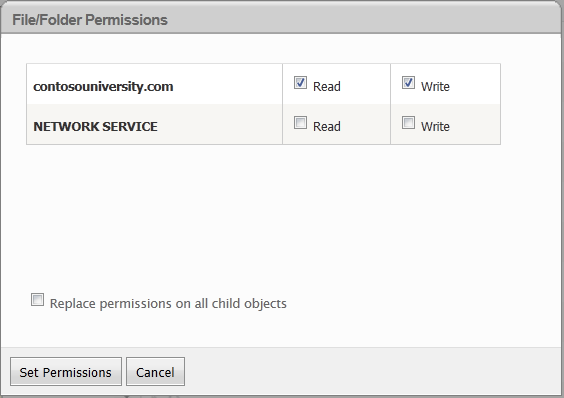 File/Folder Permissions
contosouniversity.com Read Write
NETWORK SERVICE Read Write
Replace permissions on all child objects
Set Permissions Cancel